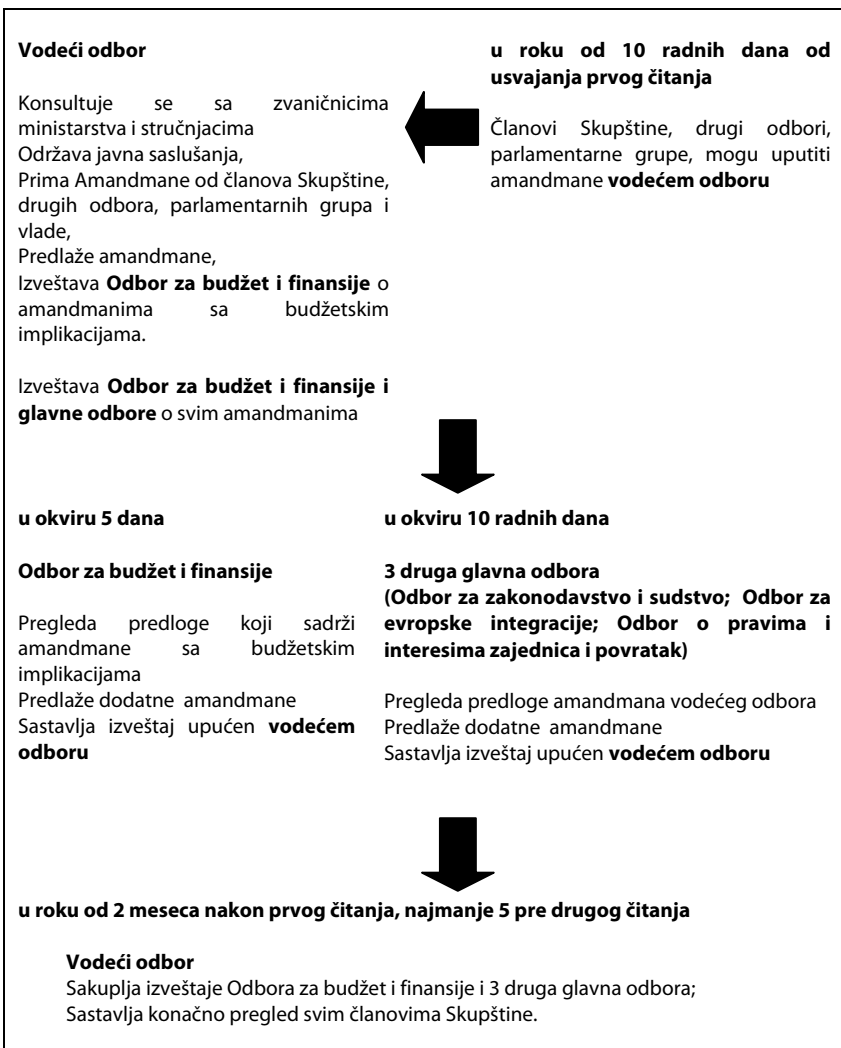 Vodeći odbor
Konsultuje se sa zvaničnicima
ministarstva i stručnjacima
Održava javna saslušanja,
Prima Amandmane od članova Skupštine,
drugih odbora, parlamentarnih grupa i
vlade,
Predlaže amandmane,
Izveštava Odbor za budžet i finansije o
amandmanima sa budžetskim
implikacijama.
Izveštava Odbor za budžet i finansije i
glavne odbore o svim amandmanima
u roku od 10 radnih dana od
usvajanja prvog čitanja
Članovi Skupštine, drugi odbori,
parlamentarne grupe, mogu uputiti
amandmane vodećem odboru
u okviru 5 dana
Odbor za budžet i finansije
Pregleda predloge koji sadrži
amandmane sa budžetskim
implikacijama
Predlaže dodatne amandmane
Sastavlja izveštaj upućen vodećem
odboru
u okviru 10 radnih dana
3 druga glavna odbora
(Odbor za zakonodavstvo i sudstvo; Odbor za
evropske integracije; Odbor o pravima i
interesima zajednica i povratak)
Pregleda predloge amandmana vodećeg odbora
Predlaže dodatne amandmane
Sastavlja izveštaj upućen vodećem odboru
u roku od 2 meseca nakon prvog čitanja, najmanje 5 pre drugog čitanja
Vodeći odbor
Sakuplja izveštaje Odbora za budžet i finansije i 3 druga glavna odbora;
Sastavlja konačno pregled svim članovima Skupštine.